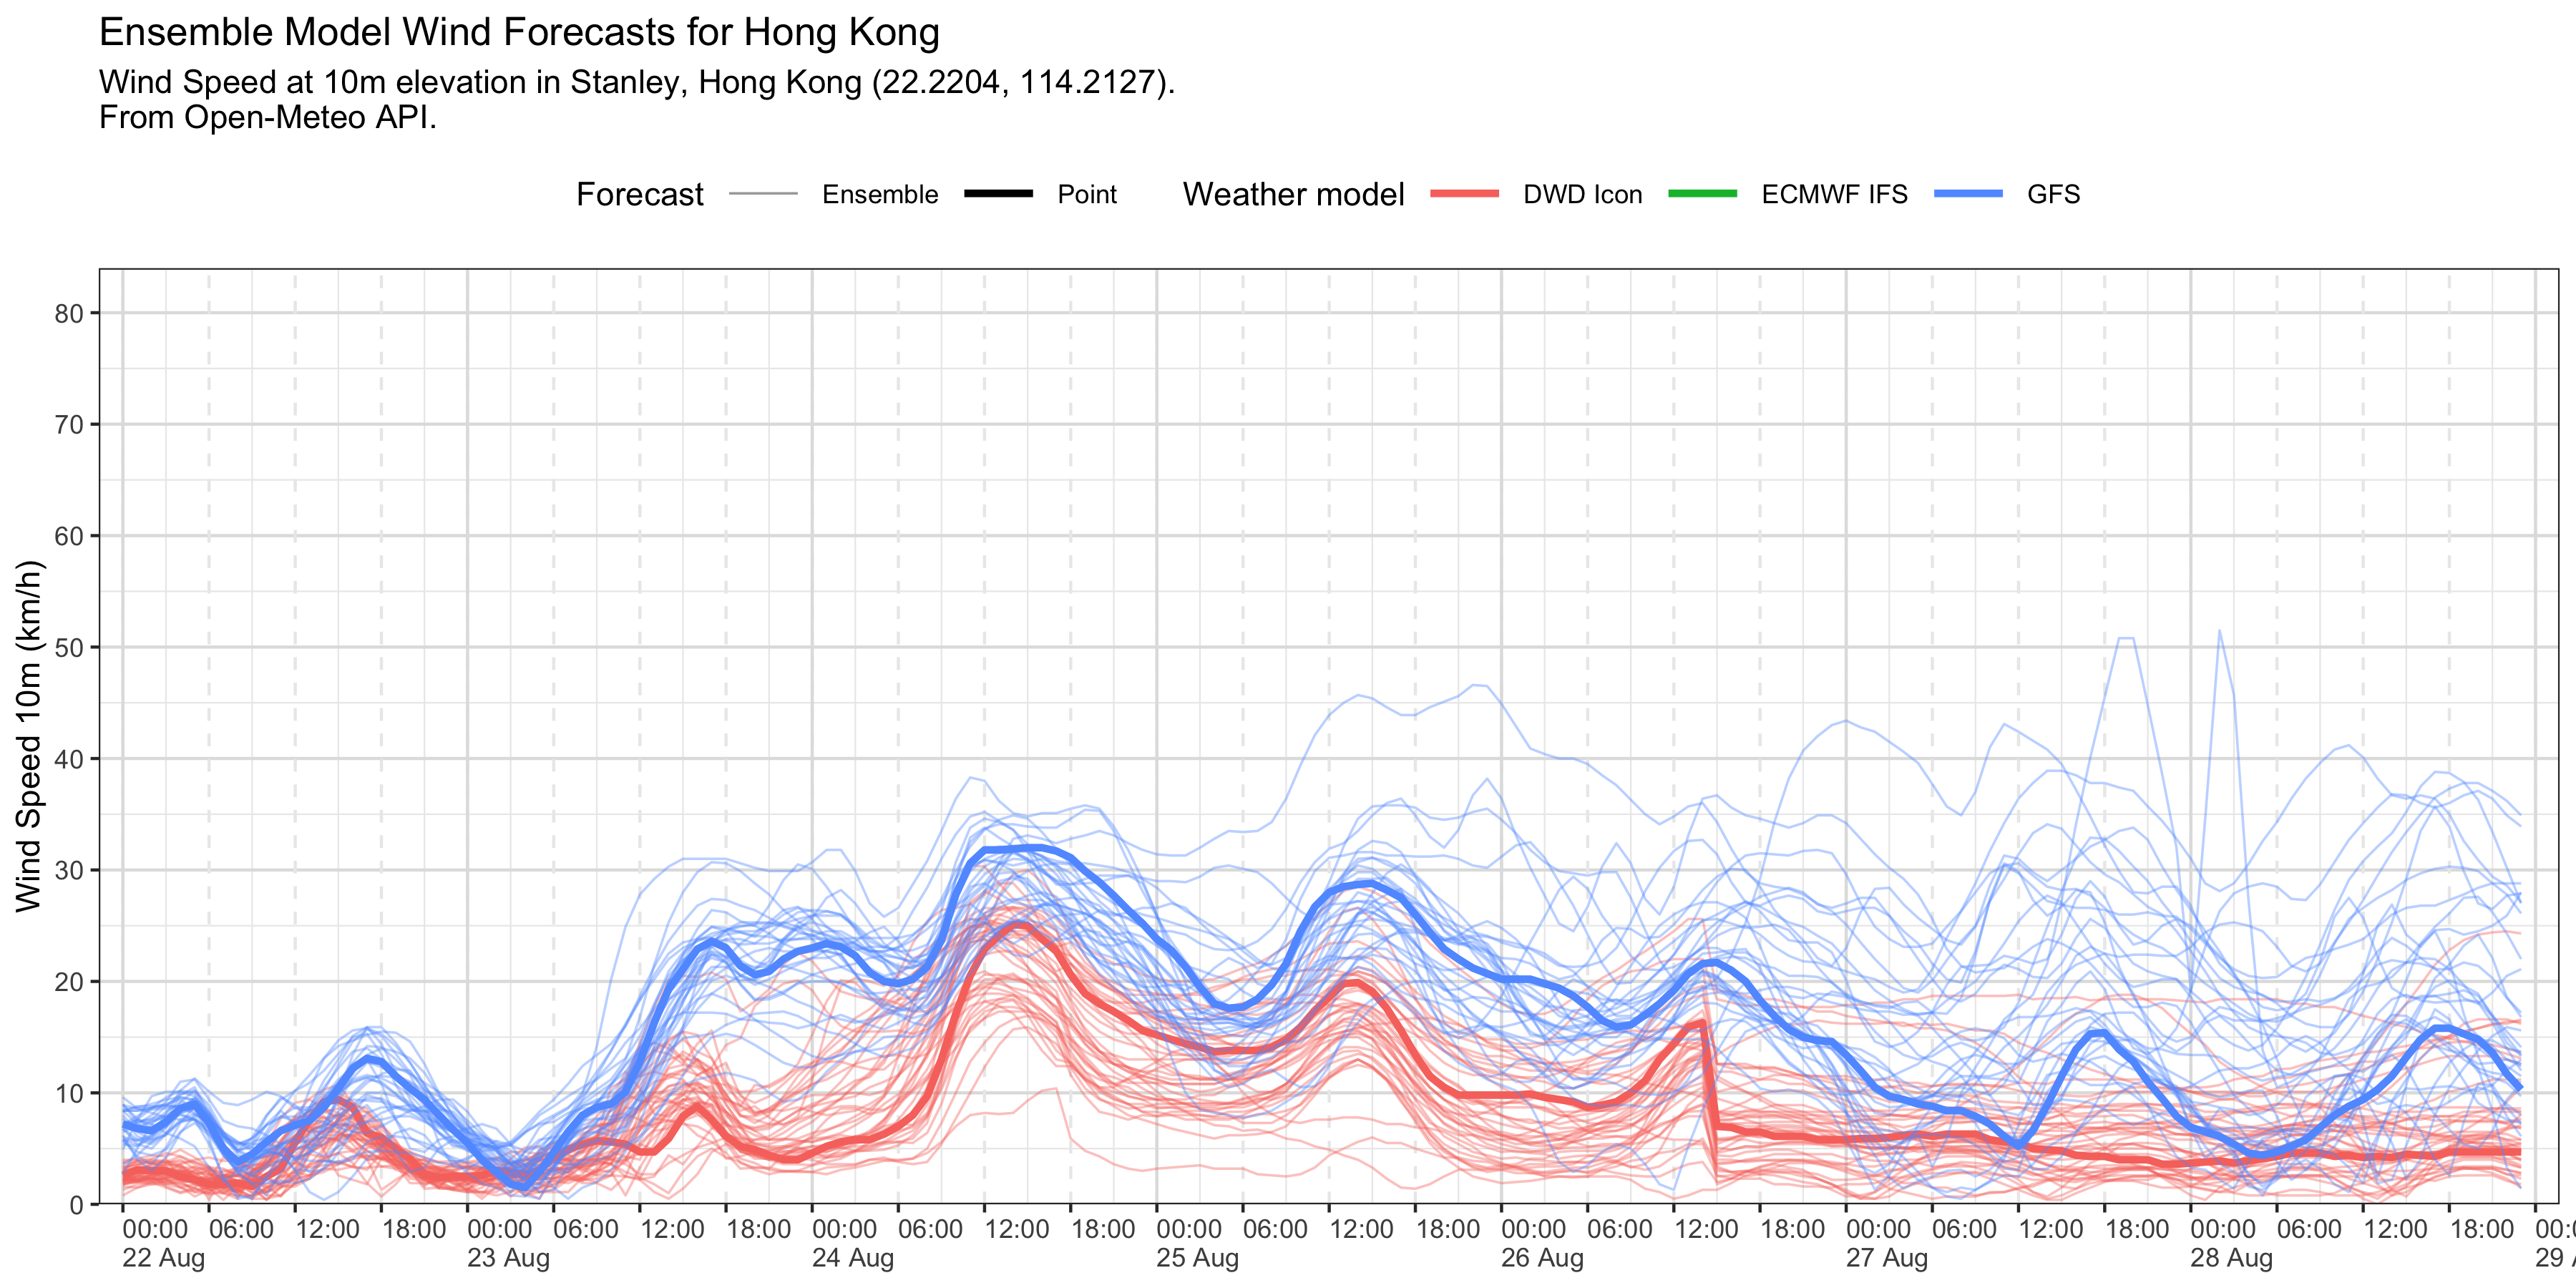 Ensemble Model Wind Forecasts for Hong Kong
Wind Speed at 10m elevation in Stanley, Hong Kong (22.2204, 114.2127).
From Open-Meteo API.
Forecast Ensemble Point Weather model DWD Icon ECMWF IFS GFS
Wind Speed 10m (km/h)
80
70
60
50
40
30
20
10
0
00:00 06:00 12:00 18:00 00:00 06:00 12:00 18:00 00:00 06:00 12:00 18:00 00:00 06:00 12:00 18:00 00:00 06:00 12:00 18:00 00:00 06:00 12:00 18:00 00:00 06:00 12:00 18:00 00:0
22 Aug 23 Aug 24 Aug 25 Aug 26 Aug 27 Aug 28 Aug 29 A